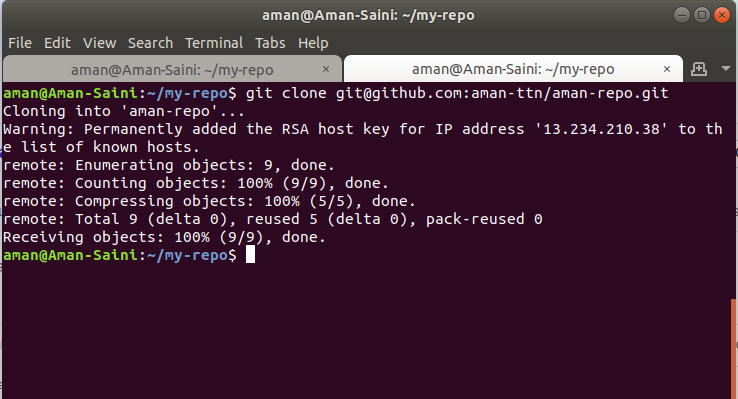 aman@Aman-Saini: ~/my-repo
File Edit View Search Terminal Tabs Help
aman@Aman-Saini: ~/my-repo × aman@Aman-Saini: ~/my-repo ×
aman@Aman-Saini:~/my-repo$ git clone git@github.com:aman-ttn/aman-repo.git
Cloning into 'aman-repo'...
Warning: Permanently added the RSA host key for IP address '13.234.210.38' to th
e list of known hosts.
remote: Enumerating objects: 9, done.
remote: Counting objects: 100% (9/9), done.
remote: Compressing objects: 100% (5/5), done.
remote: Total 9 (delta 0), reused 5 (delta 0), pack-reused 0
Receiving objects: 100% (9/9), done.
aman@Aman-Saini:~/my-repo$